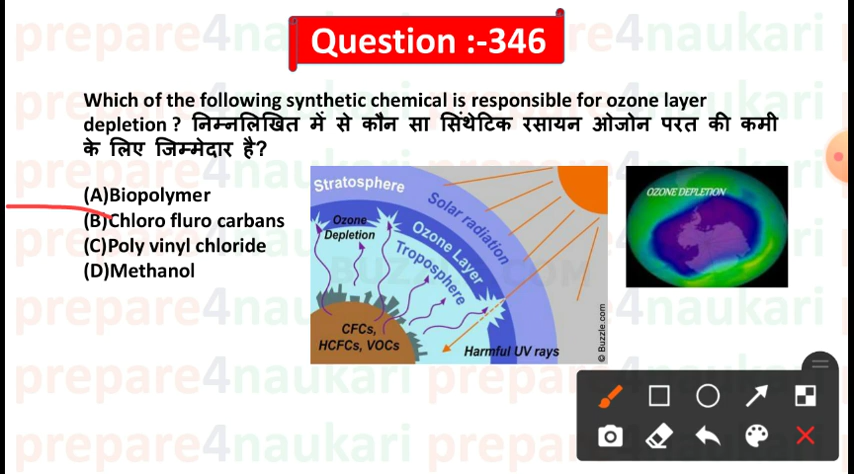 Question :-346
Which of the following synthetic chemical is responsible for ozone layer
depletion ? निम्नलिखित में से कौन सा सिंथेटिक रसायन ओजोन परत की कमी
के लिए जिम्मेदार है?
(A)Biopolymer
(B)Chloro fluro carbans
(C)Poly vinyl chloride
(D)Methanol
Stratosphere
Solar radiation
Ozone
Depletion
Ozone Layer
Troposphere
CFCs,
HCFCs, VOCs
Harmful UV rays
© Buzzle.com
OZONE DEPLETION
prepare4naukari